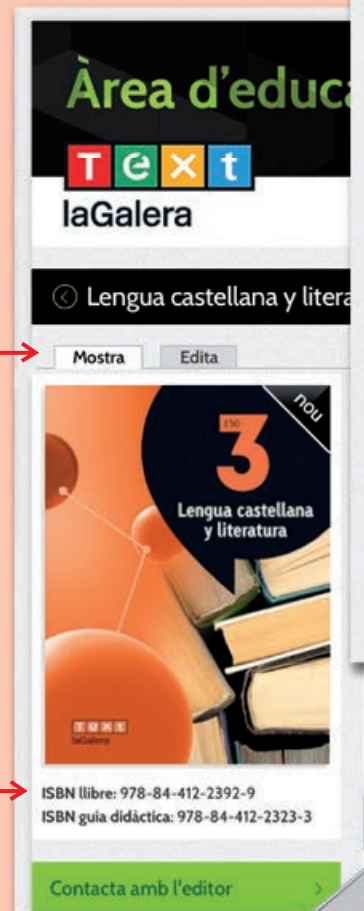 Àrea d'educa
Text
laGalera
Lengua castellana y litera
Mostra Edita
nou
ESO
3
Lengua castellana
y literatura
Text
laGalera
ISBN llibre: 978-84-412-2392-9
ISBN guia didàctica: 978-84-412-2323-3
Contacta amb l'editor